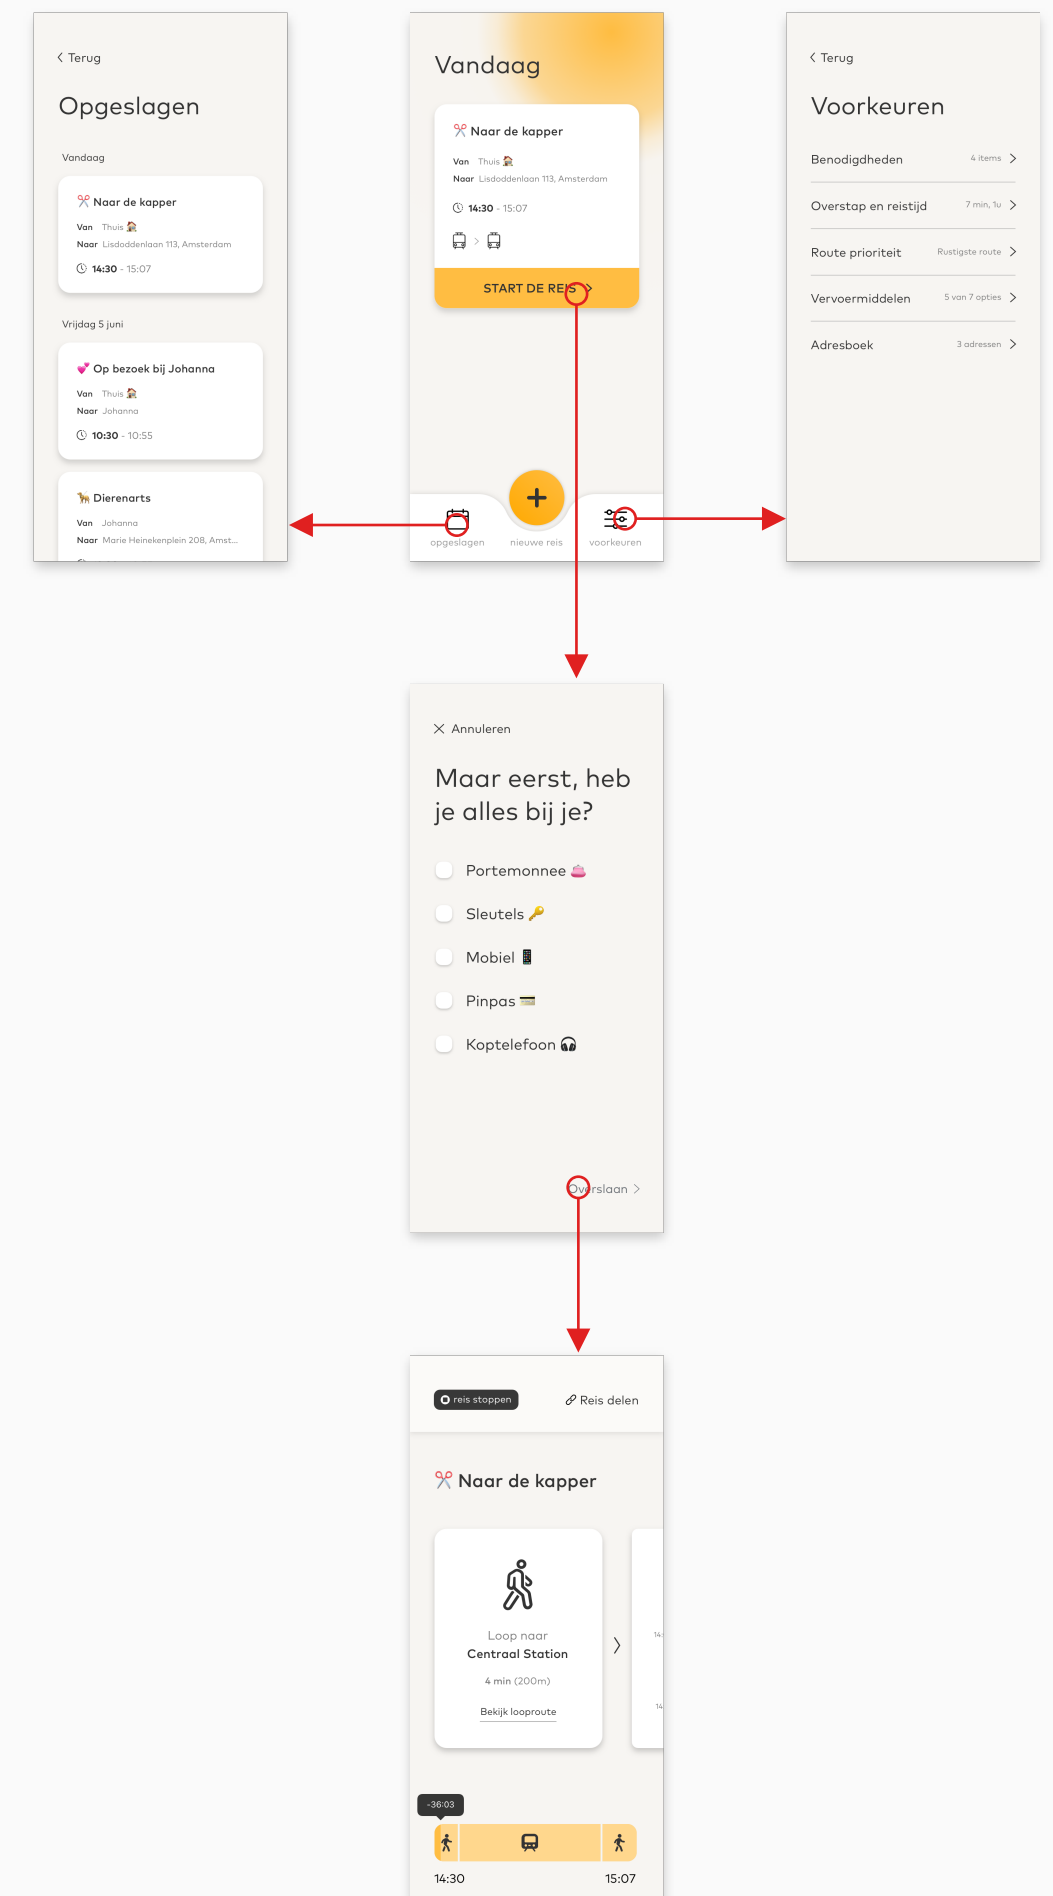 Terug
Opgeslagen
Vandaag
Naar de kapper
Van Thuis
Naar Lisdoddenlaan 113, Amsterdam
14:30 - 15:07
Vrijdag 5 juni
Op bezoek bij Johanna
Van Thuis
Naar Johanna
10:30 - 10:55
Dierenarts
Van Johanna
Naar Marie Heinekenplein 208, Amst...
Vandaag
Naar de kapper
Van Thuis
Naar Lisdoddenlaan 113, Amsterdam
14:30 - 15:07
START DE REIS
opgeslagen
nieuwe reis
voorkeuren
Terug
Voorkeuren
Benodigdheden 4 items
Overstap en reistijd 7 min, 1u
Route prioriteit Rustigste route
Vervoermiddelen 5 van 7 opties
Adresboek 3 adressen
Annuleren
Maar eerst, heb
je alles bij je?
Portemonnee
Sleutels
Mobiel
Pinpas
Koptelefoon
Overslaan
reis stoppen
Reis delen
Naar de kapper
Loop naar
Centraal Station
4 min (200m)
Bekijk looproute
-36:03
14:30 15:07